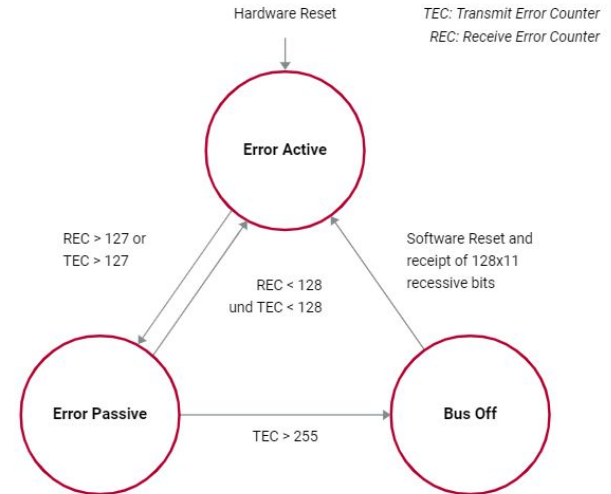 Hardware Reset
TEC: Transmit Error Counter
REC: Receive Error Counter
Error Active
REC > 127 or
TEC > 127
REC < 128
und TEC < 128
Software Reset and
receipt of 128x11
recessive bits
Error Passive
TEC > 255
Bus Off